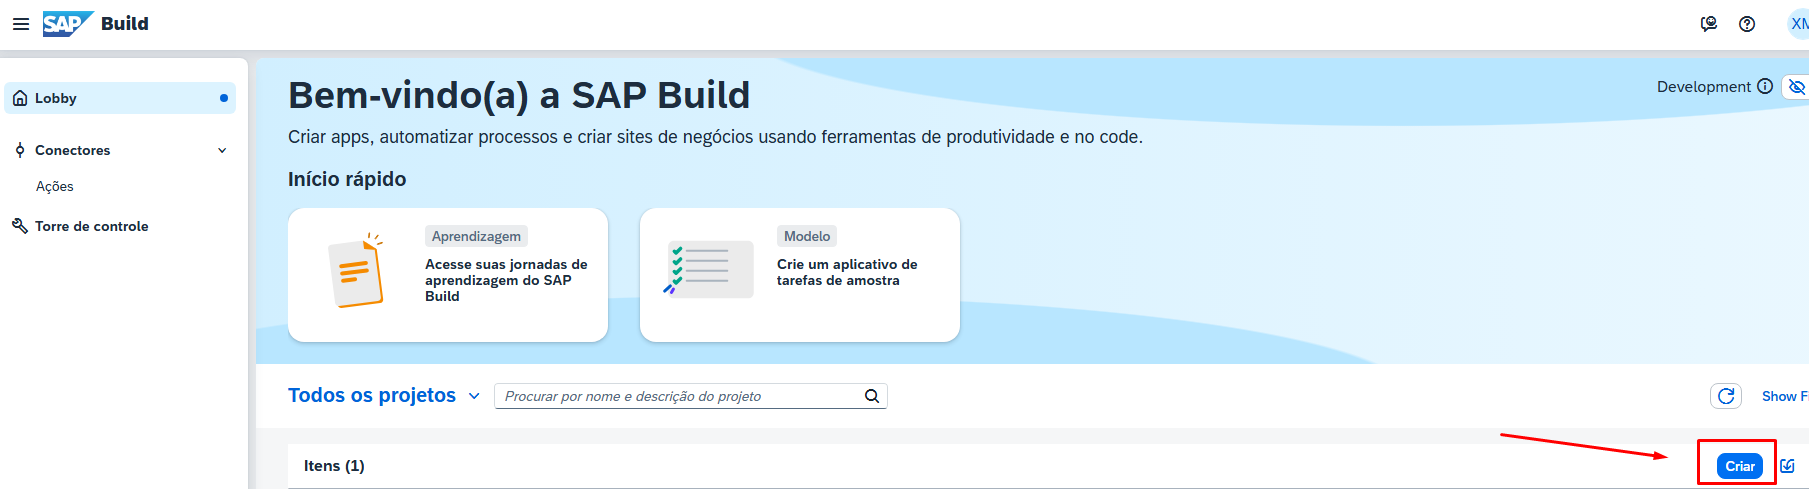 SAP Build
XM
Lobby
Conectores
Ações
Torre de controle
Bem-vindo(a) a SAP Build
Development
Criar apps, automatizar processos e criar sites de negócios usando ferramentas de produtividade e no code.
Início rápido
Aprendizagem
Acesse suas jornadas de
aprendizagem do SAP
Build
Modelo
Crie um aplicativo de
tarefas de amostra
Todos os projetos
Procurar por nome e descrição do projeto
Show
Itens (1)
Criar